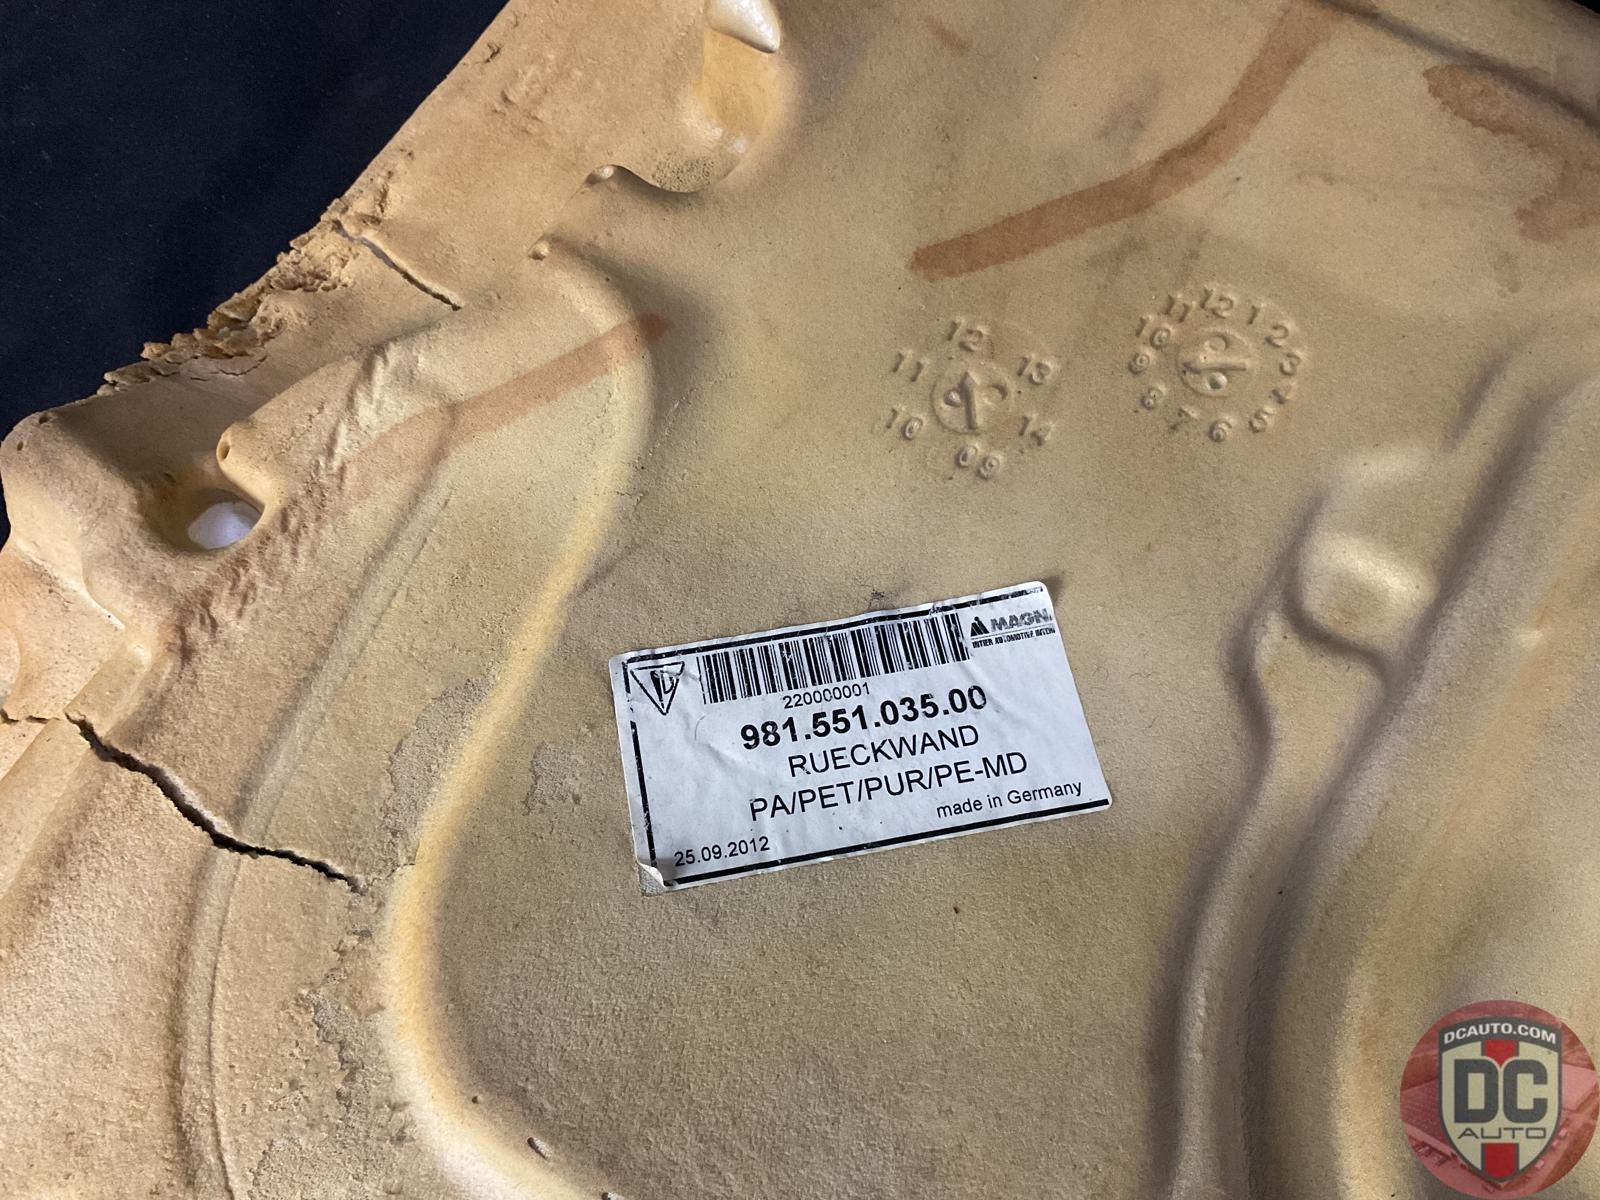 12
13
14
09
10
11
12
1
2
3
4
5
6
7
8
9
10
11
MAGN
INTIER AUTOMOTIVE INTERI
220000001
981.551.035.00
RUECKWAND
PA/PET/PUR/PE-MD
made in Germany
25.09.2012
DCAUTO.COM
DC
AUTO